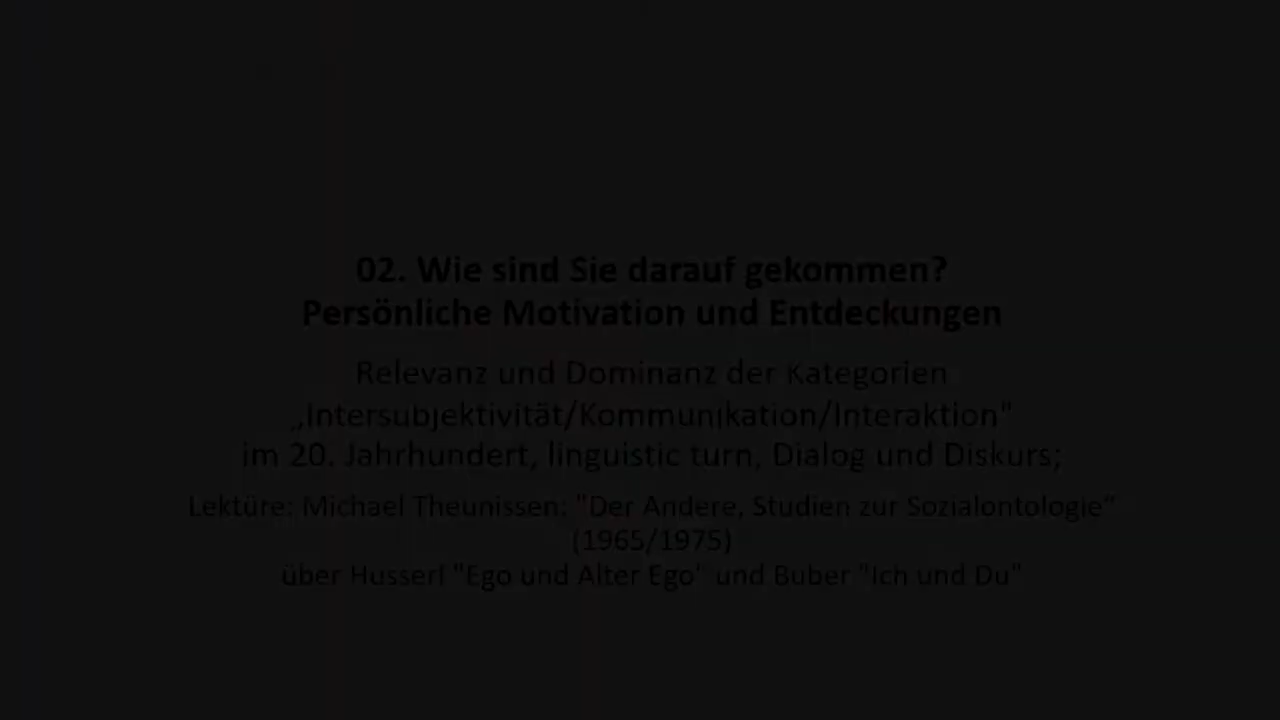 02. Wie sind Sie darauf gekommen?
Persönliche Motivation und Entdeckungen
Relevanz und Dominanz der Kategorien
„Intersubjektivität/Kommunikation/Interaktion"
im 20. Jahrhundert, linguistic turn, Dialog und Diskurs;
Lektüre: Michael Theunissen: "Der Andere, Studien zur Sozialontologie“
(1965/1975)
über Husserl "Ego und Alter Ego" und Buber "Ich und Du"